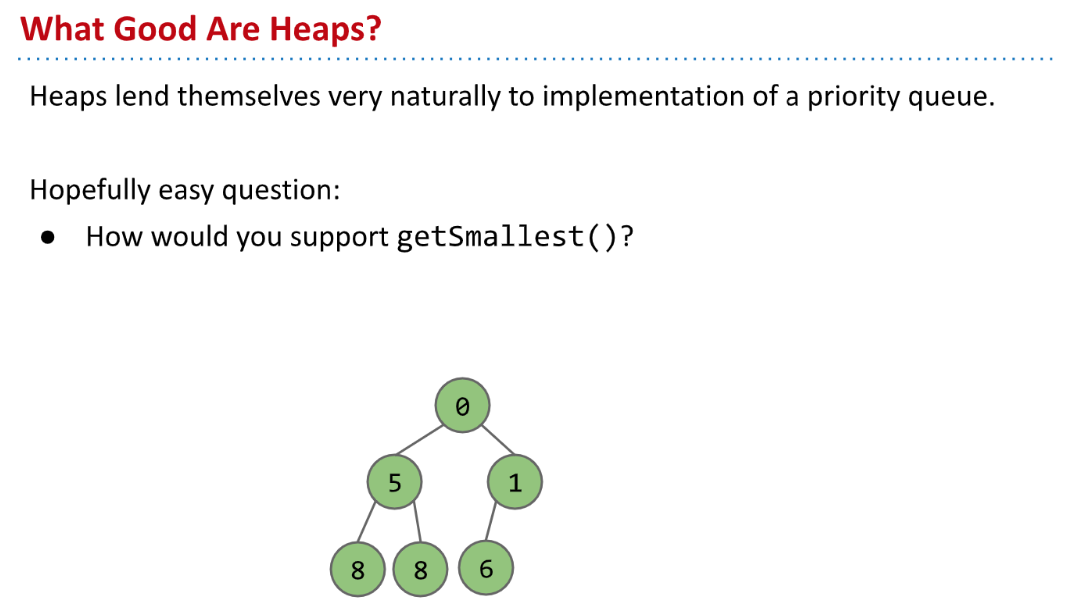 What Good Are Heaps?
Heaps lend themselves very naturally to implementation of a priority queue.
Hopefully easy question:
● How would you support getSmallest()?
0
5 1
8 8 6